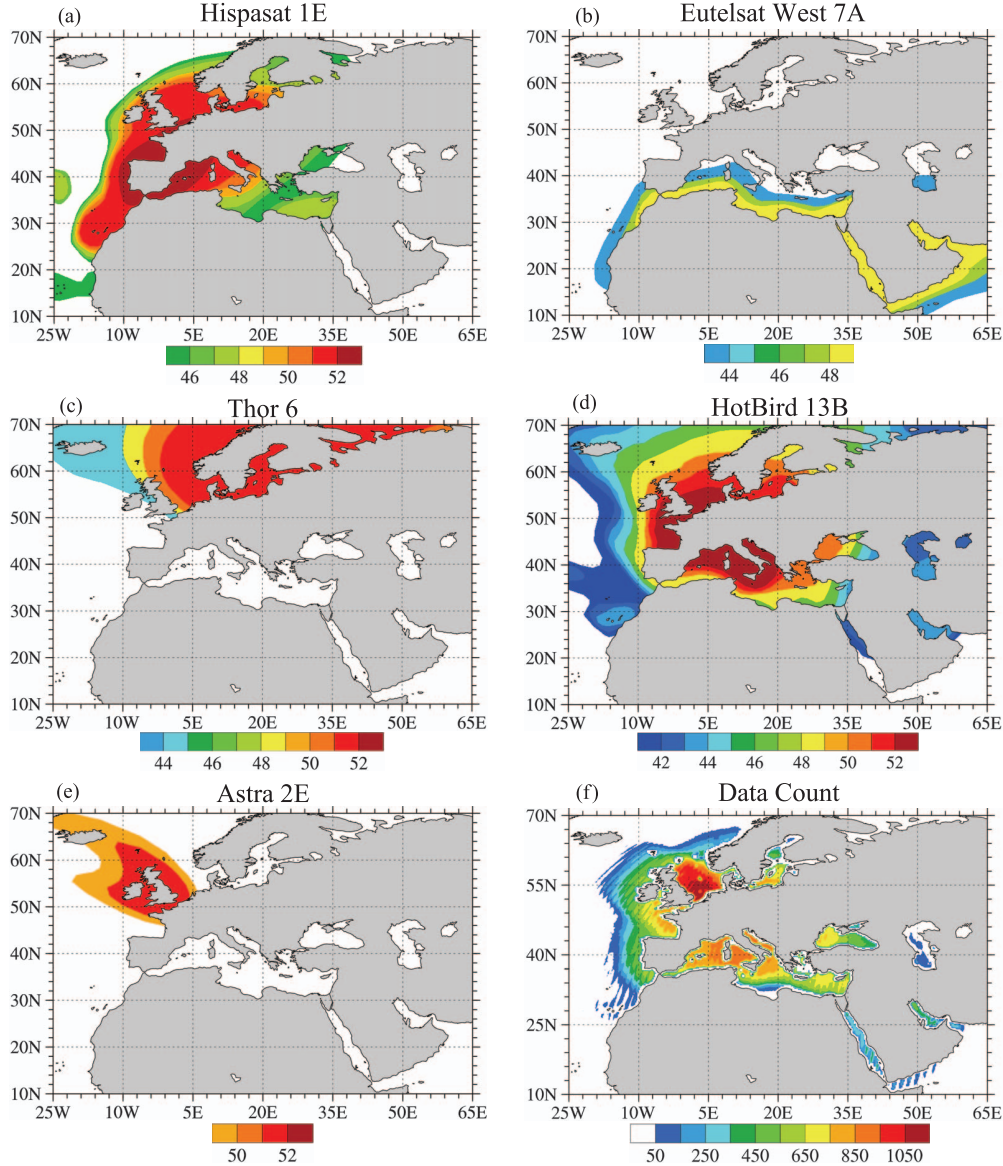 (a) Hispasat 1E
70N
60N
50N
40N
30N
20N
10N
25W 10W 5E 20E 35E 50E 65E
46 48 50 52
(b) Eutelsat West 7A
70N
60N
50N
40N
30N
20N
10N
25W 10W 5E 20E 35E 50E 65E
44 46 48
(c) Thor 6
70N
60N
50N
40N
30N
20N
10N
25W 10W 5E 20E 35E 50E 65E
44 46 48 50 52
(d) HotBird 13B
70N
60N
50N
40N
30N
20N
10N
25W 10W 5E 20E 35E 50E 65E
42 44 46 48 50 52
(e) Astra 2E
70N
60N
50N
40N
30N
20N
10N
25W 10W 5E 20E 35E 50E 65E
50 52
(f) Data Count
70N
55N
40N
25N
10N
25W 10W 5E 20E 35E 50E 65E
50 250 450 650 850 1050